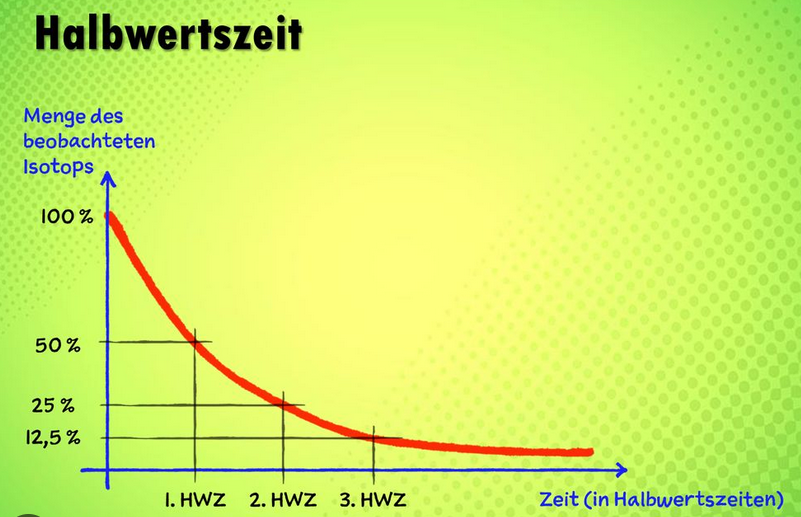 Halbwertszeit
Menge des
beobachteten
Isotops
100 %
50 %
25 %
12,5 %
1. HWZ 2. HWZ 3. HWZ
Zeit (in Halbwertszeiten)